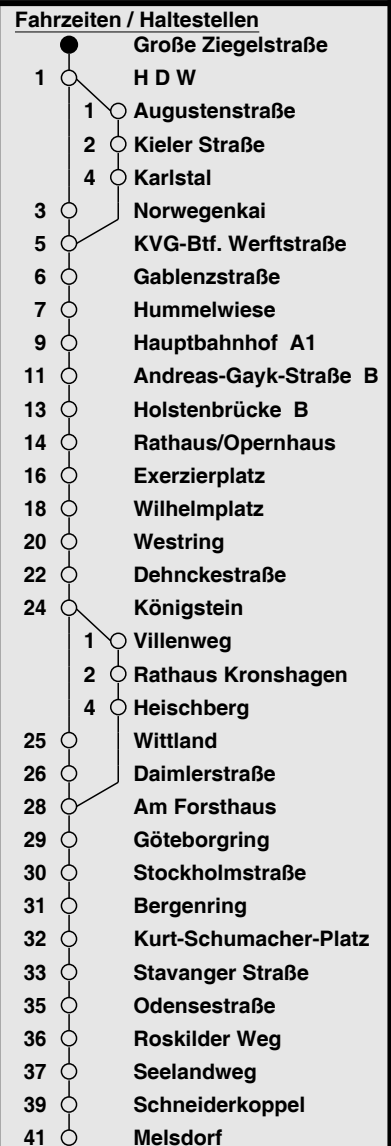 Fahrzeiten / Haltestellen
Große Ziegelstraße
1 H D W
1 Augustenstraße
2 Kieler Straße
4 Karlstal
3 Norwegenkai
5 KVG-Btf. Werftstraße
6 Gablenzstraße
7 Hummelwiese
9 Hauptbahnhof A1
11 Andreas-Gayk-Straße B
13 Holstenbrücke B
14 Rathaus/Opernhaus
16 Exerzierplatz
18 Wilhelmplatz
20 Westring
22 Dehnckestraße
24 Königstein
1 Villenweg
2 Rathaus Kronshagen
4 Heischberg
25 Wittland
26 Daimlerstraße
28 Am Forsthaus
29 Göteborgring
30 Stockholmstraße
31 Bergenring
32 Kurt-Schumacher-Platz
33 Stavanger Straße
35 Odensestraße
36 Roskilder Weg
37 Seelandweg
39 Schneiderkoppel
41 Melsdorf